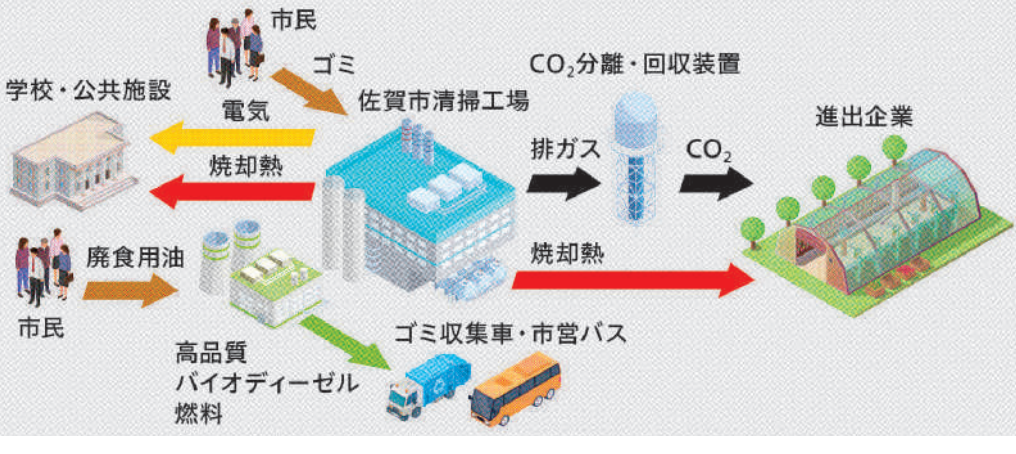 市民
ゴミ
CO₂分離・回収装置
学校・公共施設
電気
佐賀市清掃工場
進出企業
焼却熱
排ガス
CO₂
廃食用油
焼却熱
市民
ゴミ収集車・市営バス
高品質
バイオディーゼル
燃料